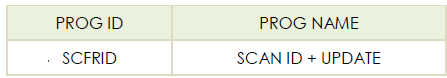 PROG ID PROG NAME
SCFRID SCAN ID + UPDATE